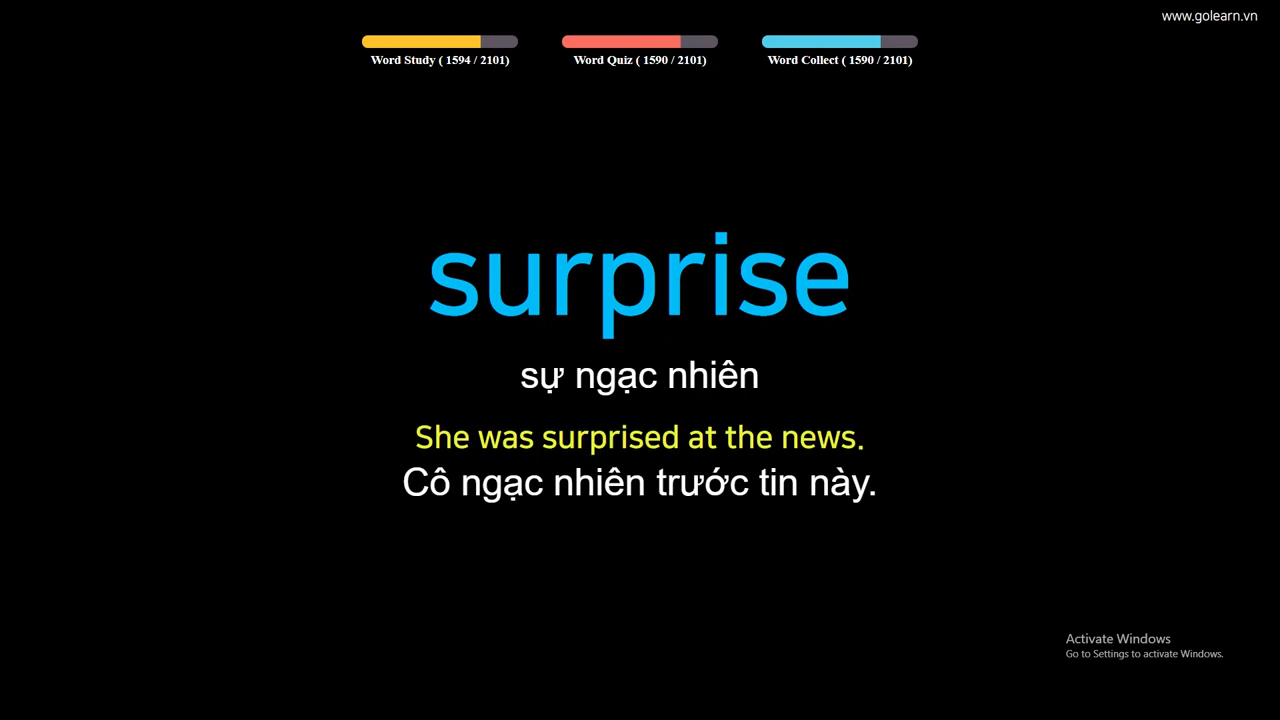 www.golearn.vn
Word Study ( 1594 / 2101)
Word Quiz ( 1590 / 2101)
Word Collect ( 1590 / 2101)
surprise
sự ngạc nhiên
She was surprised at the news.
Cô ngạc nhiên trước tin này.
Activate Windows
Go to Settings to activate Windows.